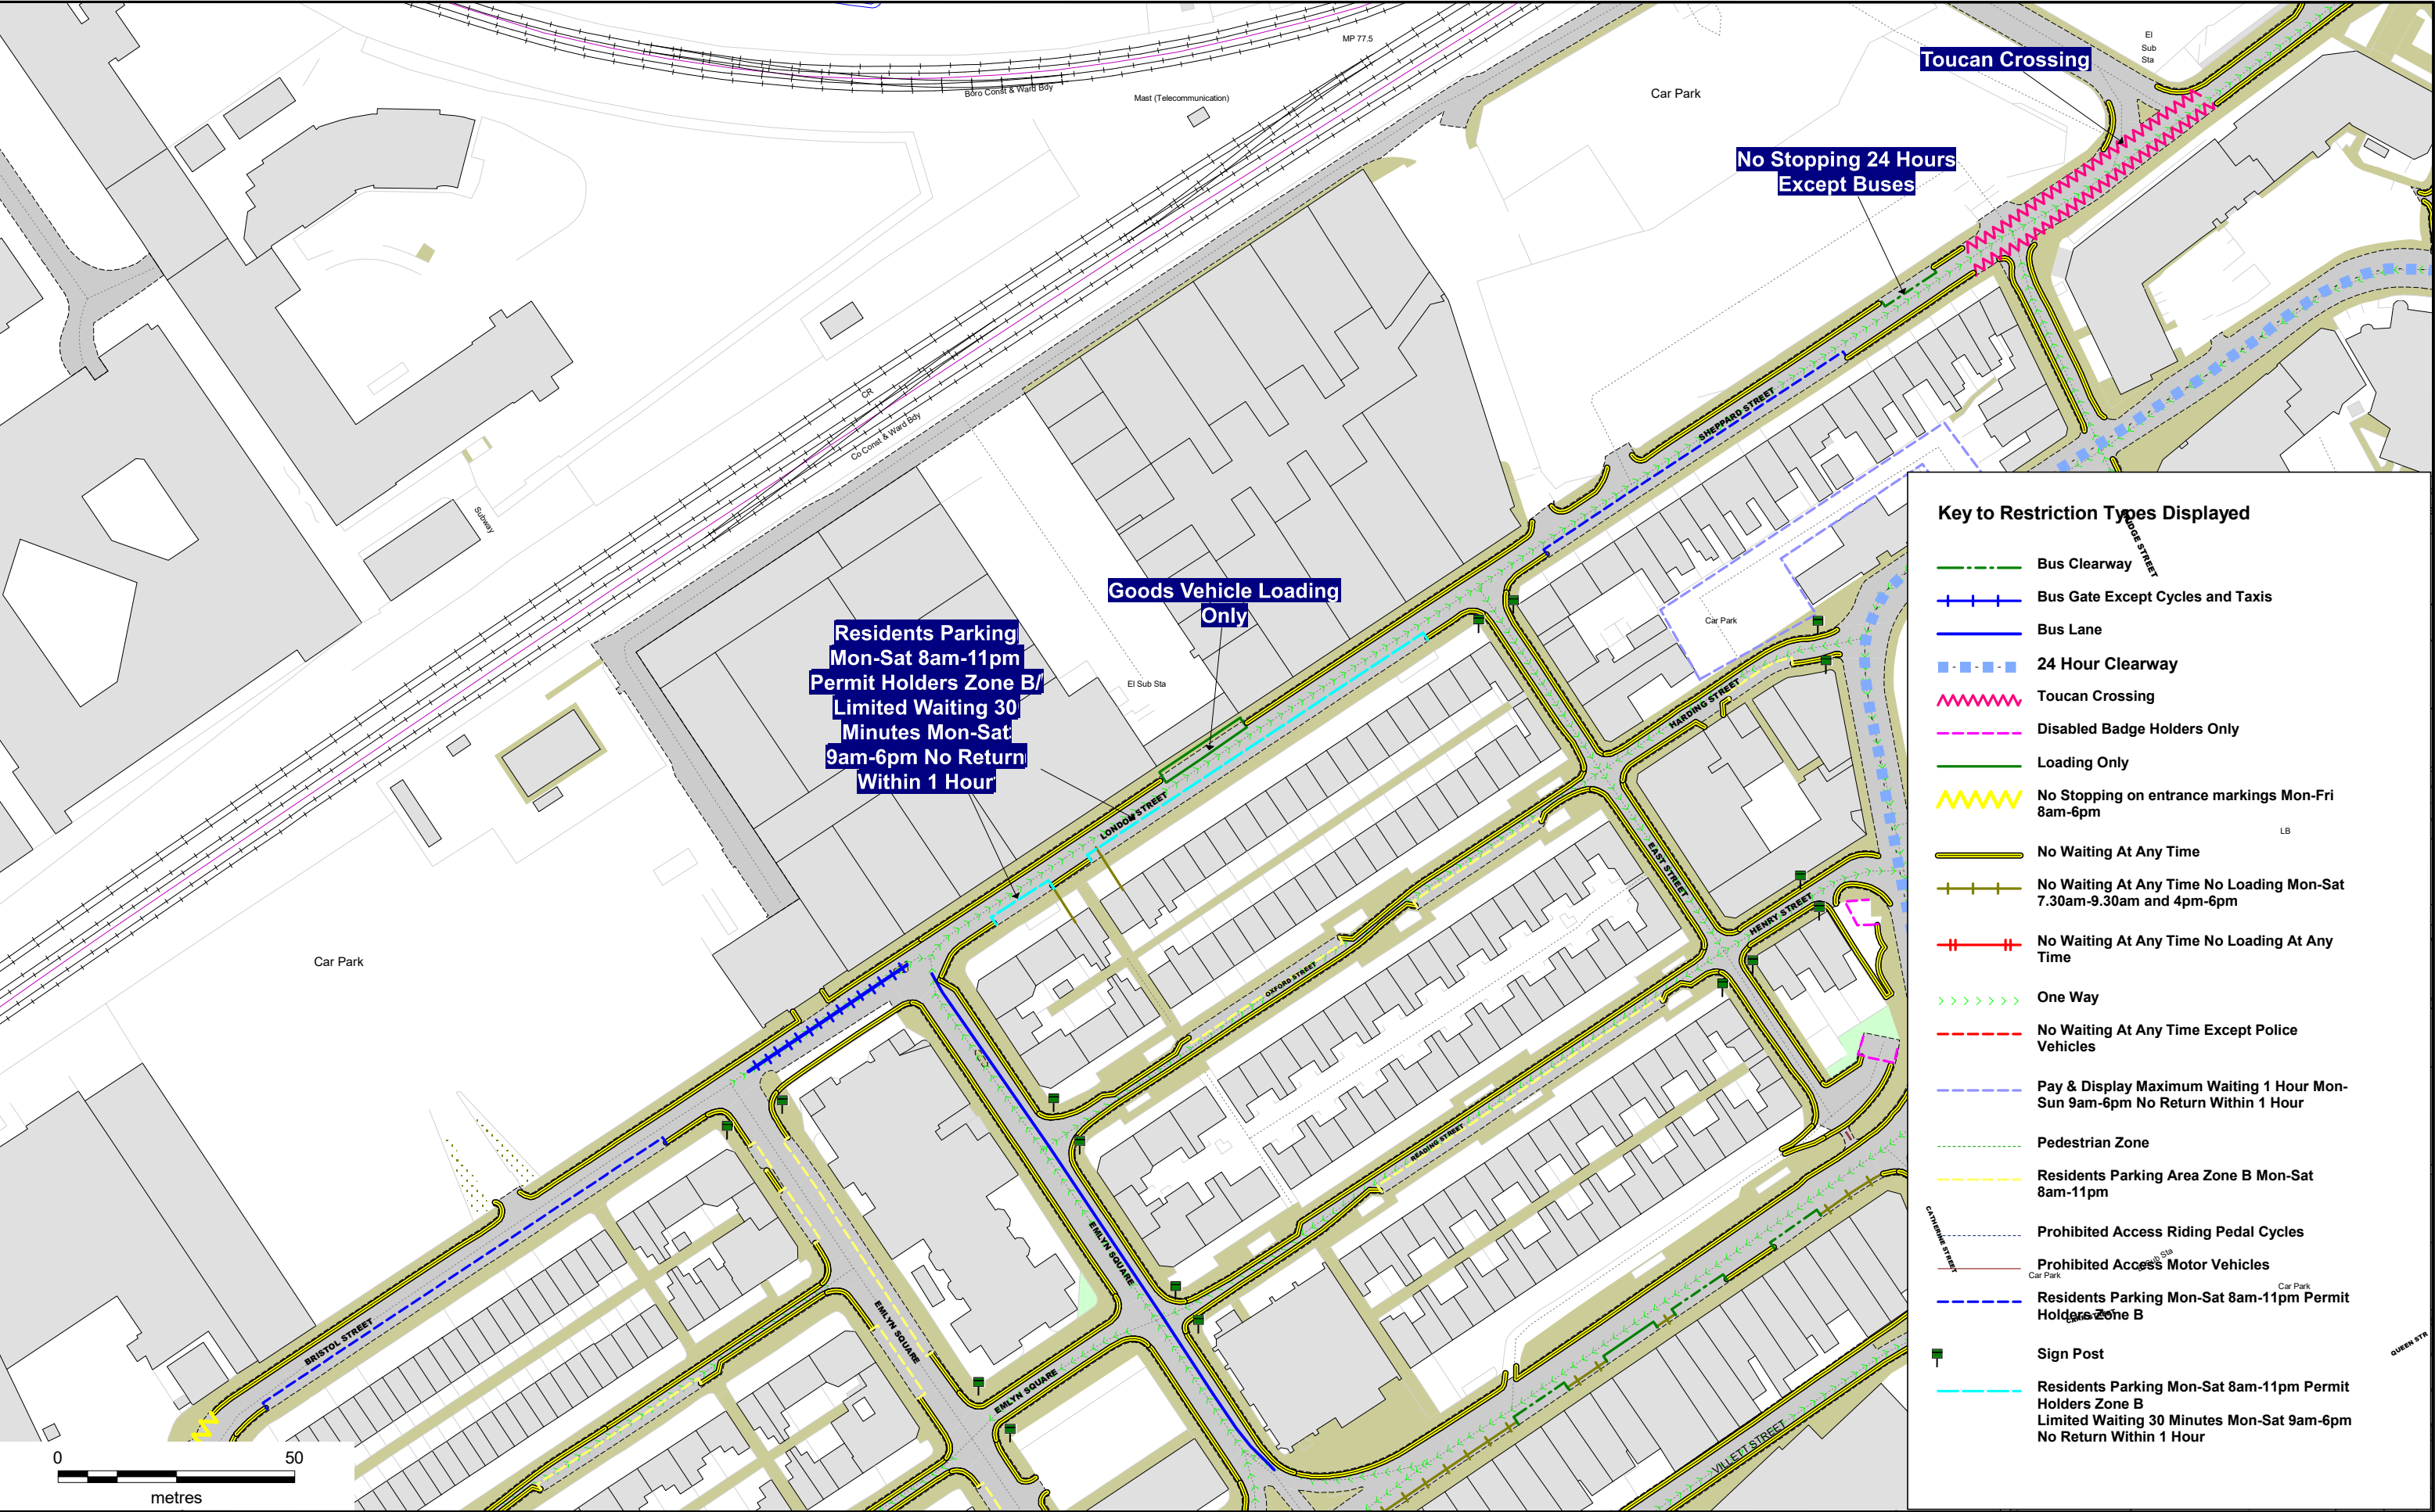 MP 77.5
Boro Const & Ward Bdy
Mast (Telecommunication)
Car Park
Toucan Crossing
El
Sub
Sta
No Stopping 24 Hours
Except Buses
CR
Co Const & Ward Bdy
Subway
SHEPPARD STREET
Goods Vehicle Loading
Only
Residents Parking
Mon-Sat 8am-11pm
Permit Holders Zone B/
Limited Waiting 30
Minutes Mon-Sat
9am-6pm No Return
Within 1 Hour
El Sub Sta
Car Park
HARDING STREET
LONDON STREET
EAST STREET
HENRY STREET
Car Park
OXFORD STREET
READING STREET
EMLYN SQUARE
EMLYN SQUARE
EMLYN SQUARE
BRISTOL STREET
VILLETT STREET
0 50
metres
Key to Restriction Types Displayed
Bus Clearway
Bus Gate Except Cycles and Taxis
Bus Lane
24 Hour Clearway
Toucan Crossing
Disabled Badge Holders Only
Loading Only
No Stopping on entrance markings Mon-Fri
8am-6pm
LB
No Waiting At Any Time
No Waiting At Any Time No Loading Mon-Sat
7.30am-9.30am and 4pm-6pm
No Waiting At Any Time No Loading At Any
Time
One Way
No Waiting At Any Time Except Police
Vehicles
Pay & Display Maximum Waiting 1 Hour Mon-
Sun 9am-6pm No Return Within 1 Hour
Pedestrian Zone
Residents Parking Area Zone B Mon-Sat
8am-11pm
CATHERINE STREET
Prohibited Access Riding Pedal Cycles
Prohibited Access Motor Vehicles
Sub Sta
Car Park
Car Park
Residents Parking Mon-Sat 8am-11pm Permit
Holders Zone B
QUEEN STR
Sign Post
Residents Parking Mon-Sat 8am-11pm Permit
Holders Zone B
Limited Waiting 30 Minutes Mon-Sat 9am-6pm
No Return Within 1 Hour